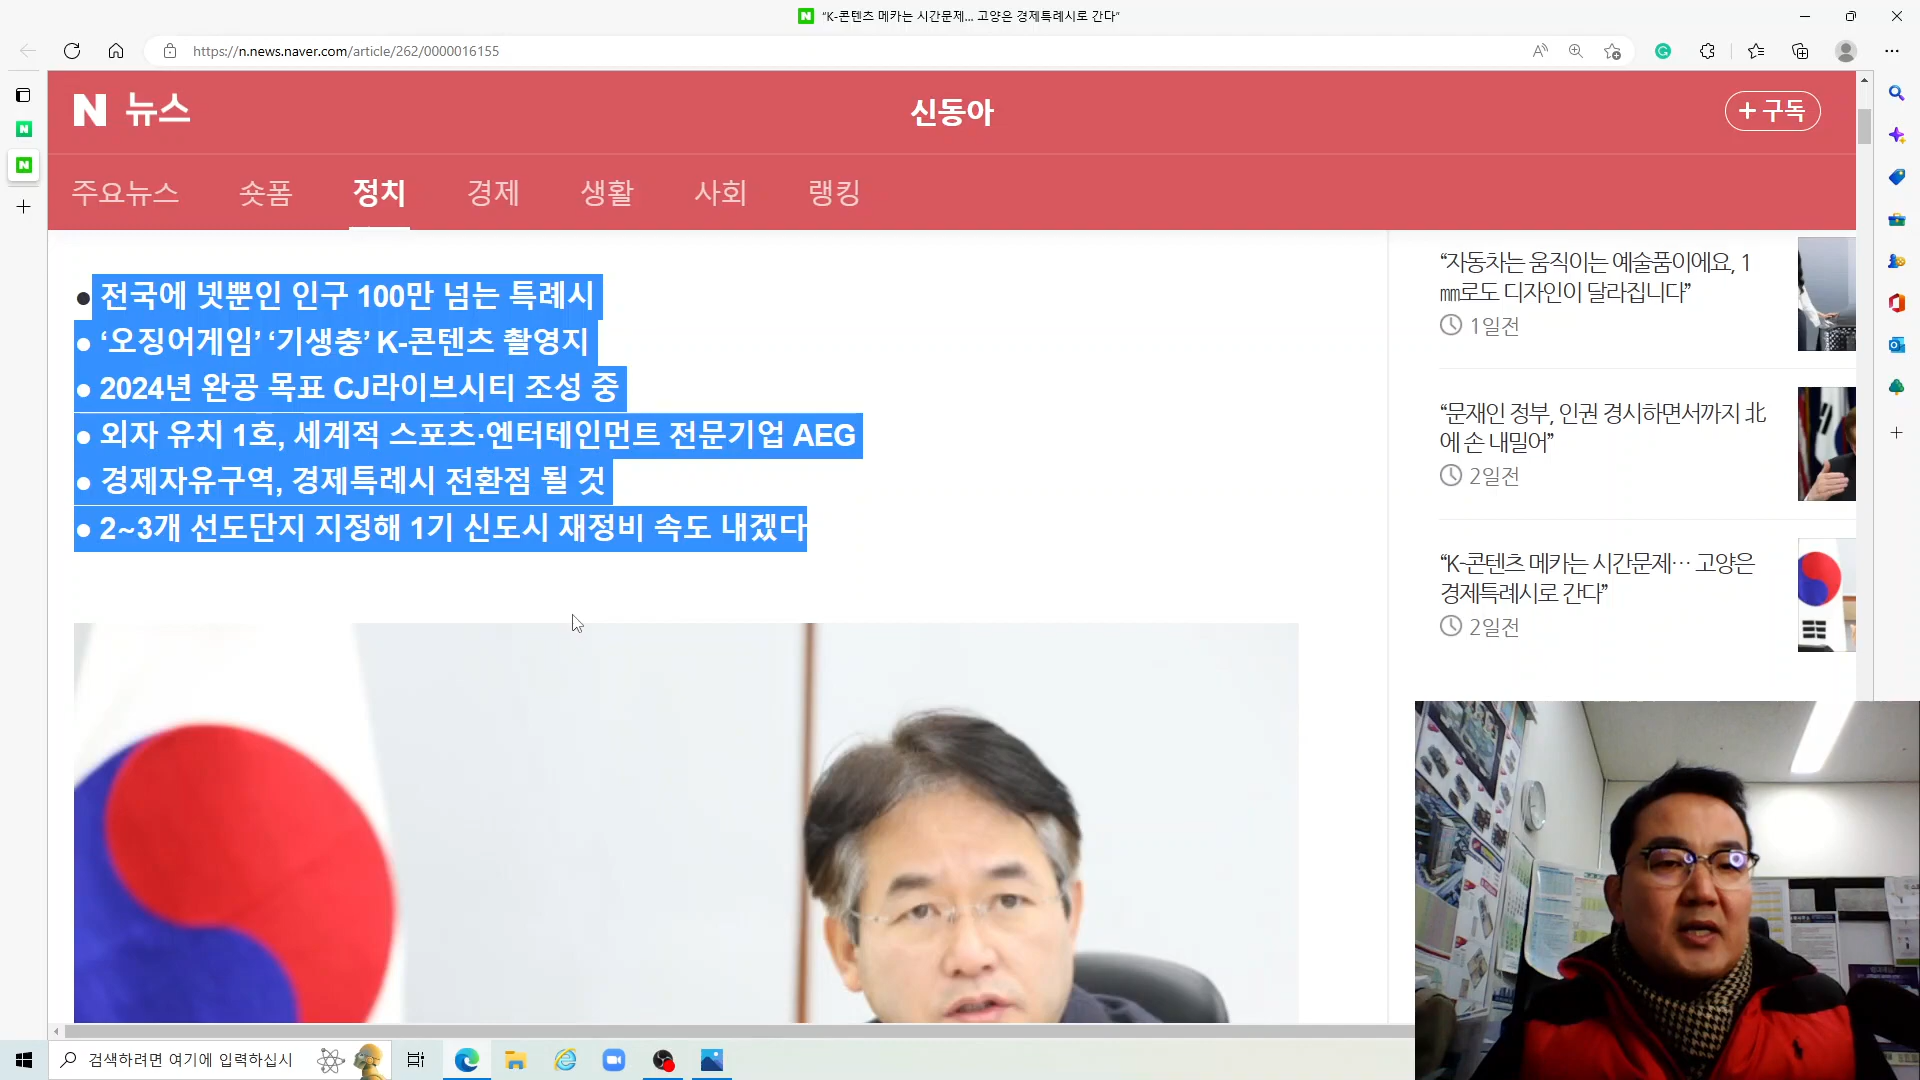 “K-콘텐츠 메카는 시간문제... 고양은 경제특례시로 간다”
https://n.news.naver.com/article/262/0000016155
N 뉴스
신동아
+ 구독
주요뉴스 숏폼 정치 경제 생활 사회 랭킹
● 전국에 넷뿐인 인구 100만 넘는 특례시
● ‘오징어게임’ ‘기생충’ K-콘텐츠 촬영지
● 2024년 완공 목표 CJ라이브시티 조성 중
● 외자 유치 1호, 세계적 스포츠·엔터테인먼트 전문기업 AEG
● 경제자유구역, 경제특례시 전환점 될 것
● 2~3개 선도단지 지정해 1기 신도시 재정비 속도 내겠다
“자동차는 움직이는 예술품이에요, 1
㎜로도 디자인이 달라집니다”
1일전
“문재인 정부, 인권 경시하면서까지 北
에 손 내밀어”
2일전
“K-콘텐츠 메카는 시간문제… 고양은
경제특례시로 간다”
2일전
검색하려면 여기에 입력하십시